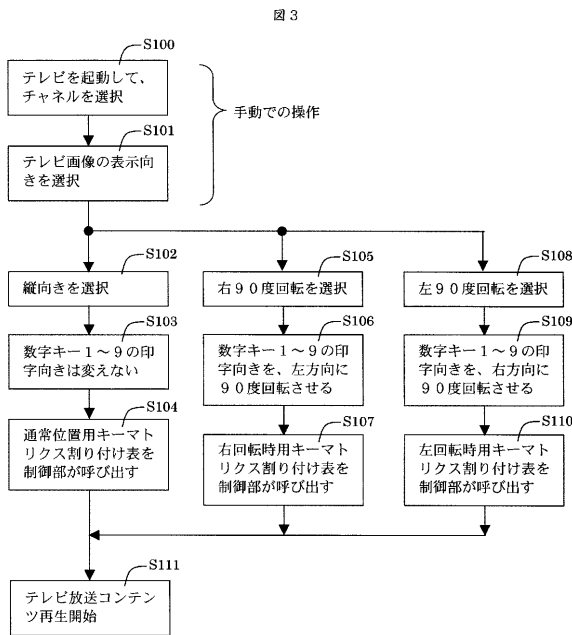 図3
S100
テレビを起動して、
チャネルを選択
手動での操作
S101
テレビ画像の表示向
きを選択
S102
縦向きを選択
S105
右90度回転を選択
S108
左90度回転を選択
S103
数字キー1~9の印
字向きは変えない
S106
数字キー1~9の印
字向きを、左方向に
90度回転させる
S109
数字キー1~9の印
字向きを、右方向に
90度回転させる
S104
通常位置用キーマト
リクス割り付け表を
制御部が呼び出す
S107
右回転時用キーマト
リクス割り付け表を
制御部が呼び出す
S110
左回転時用キーマト
リクス割り付け表を
制御部が呼び出す
S111
テレビ放送コンテン
ツ再生開始